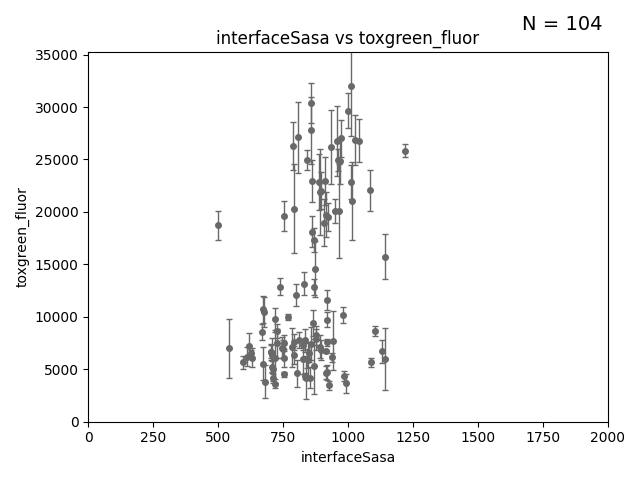 N = 104
interfaceSasa vs toxgreen_fluor
35000
30000
25000
20000
15000
10000
5000
0
toxgreen_fluor
0 250 500 750 1000 1250 1500 1750 2000
interfaceSasa